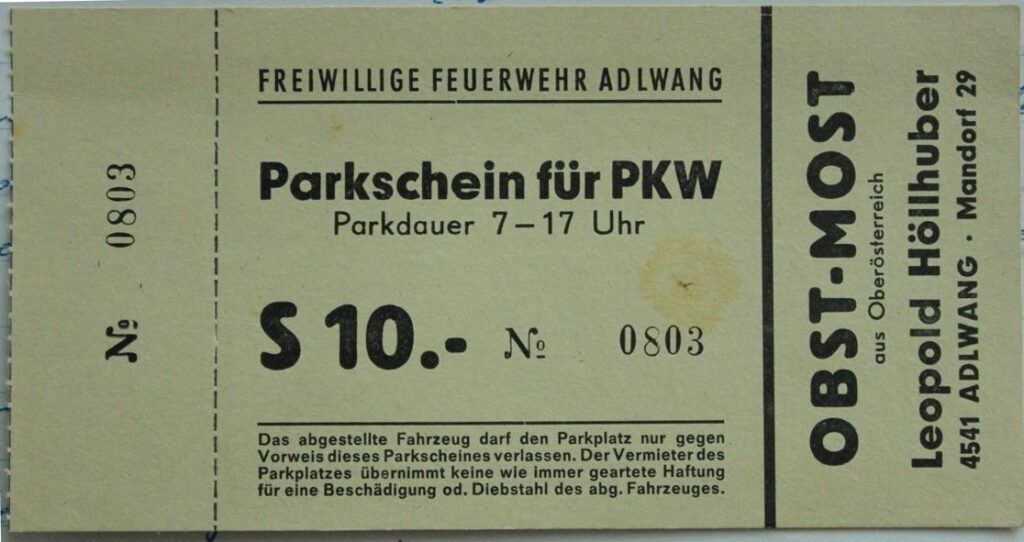 № 0803
FREIWILLIGE FEUERWEHR ADLWANG
Parkschein für PKW
Parkdauer 7–17 Uhr
S 10.- № 0803
Das abgestellte Fahrzeug darf den Parkplatz nur gegen
Vorweis dieses Parkscheines verlassen. Der Vermieter des
Parkplatzes übernimmt keine wie immer geartete Haftung
für eine Beschädigung od. Diebstahl des abg. Fahrzeuges.
OBST-MOST
aus Oberösterreich
Leopold Höllhuber
4541 ADLWANG · Mandorf 29